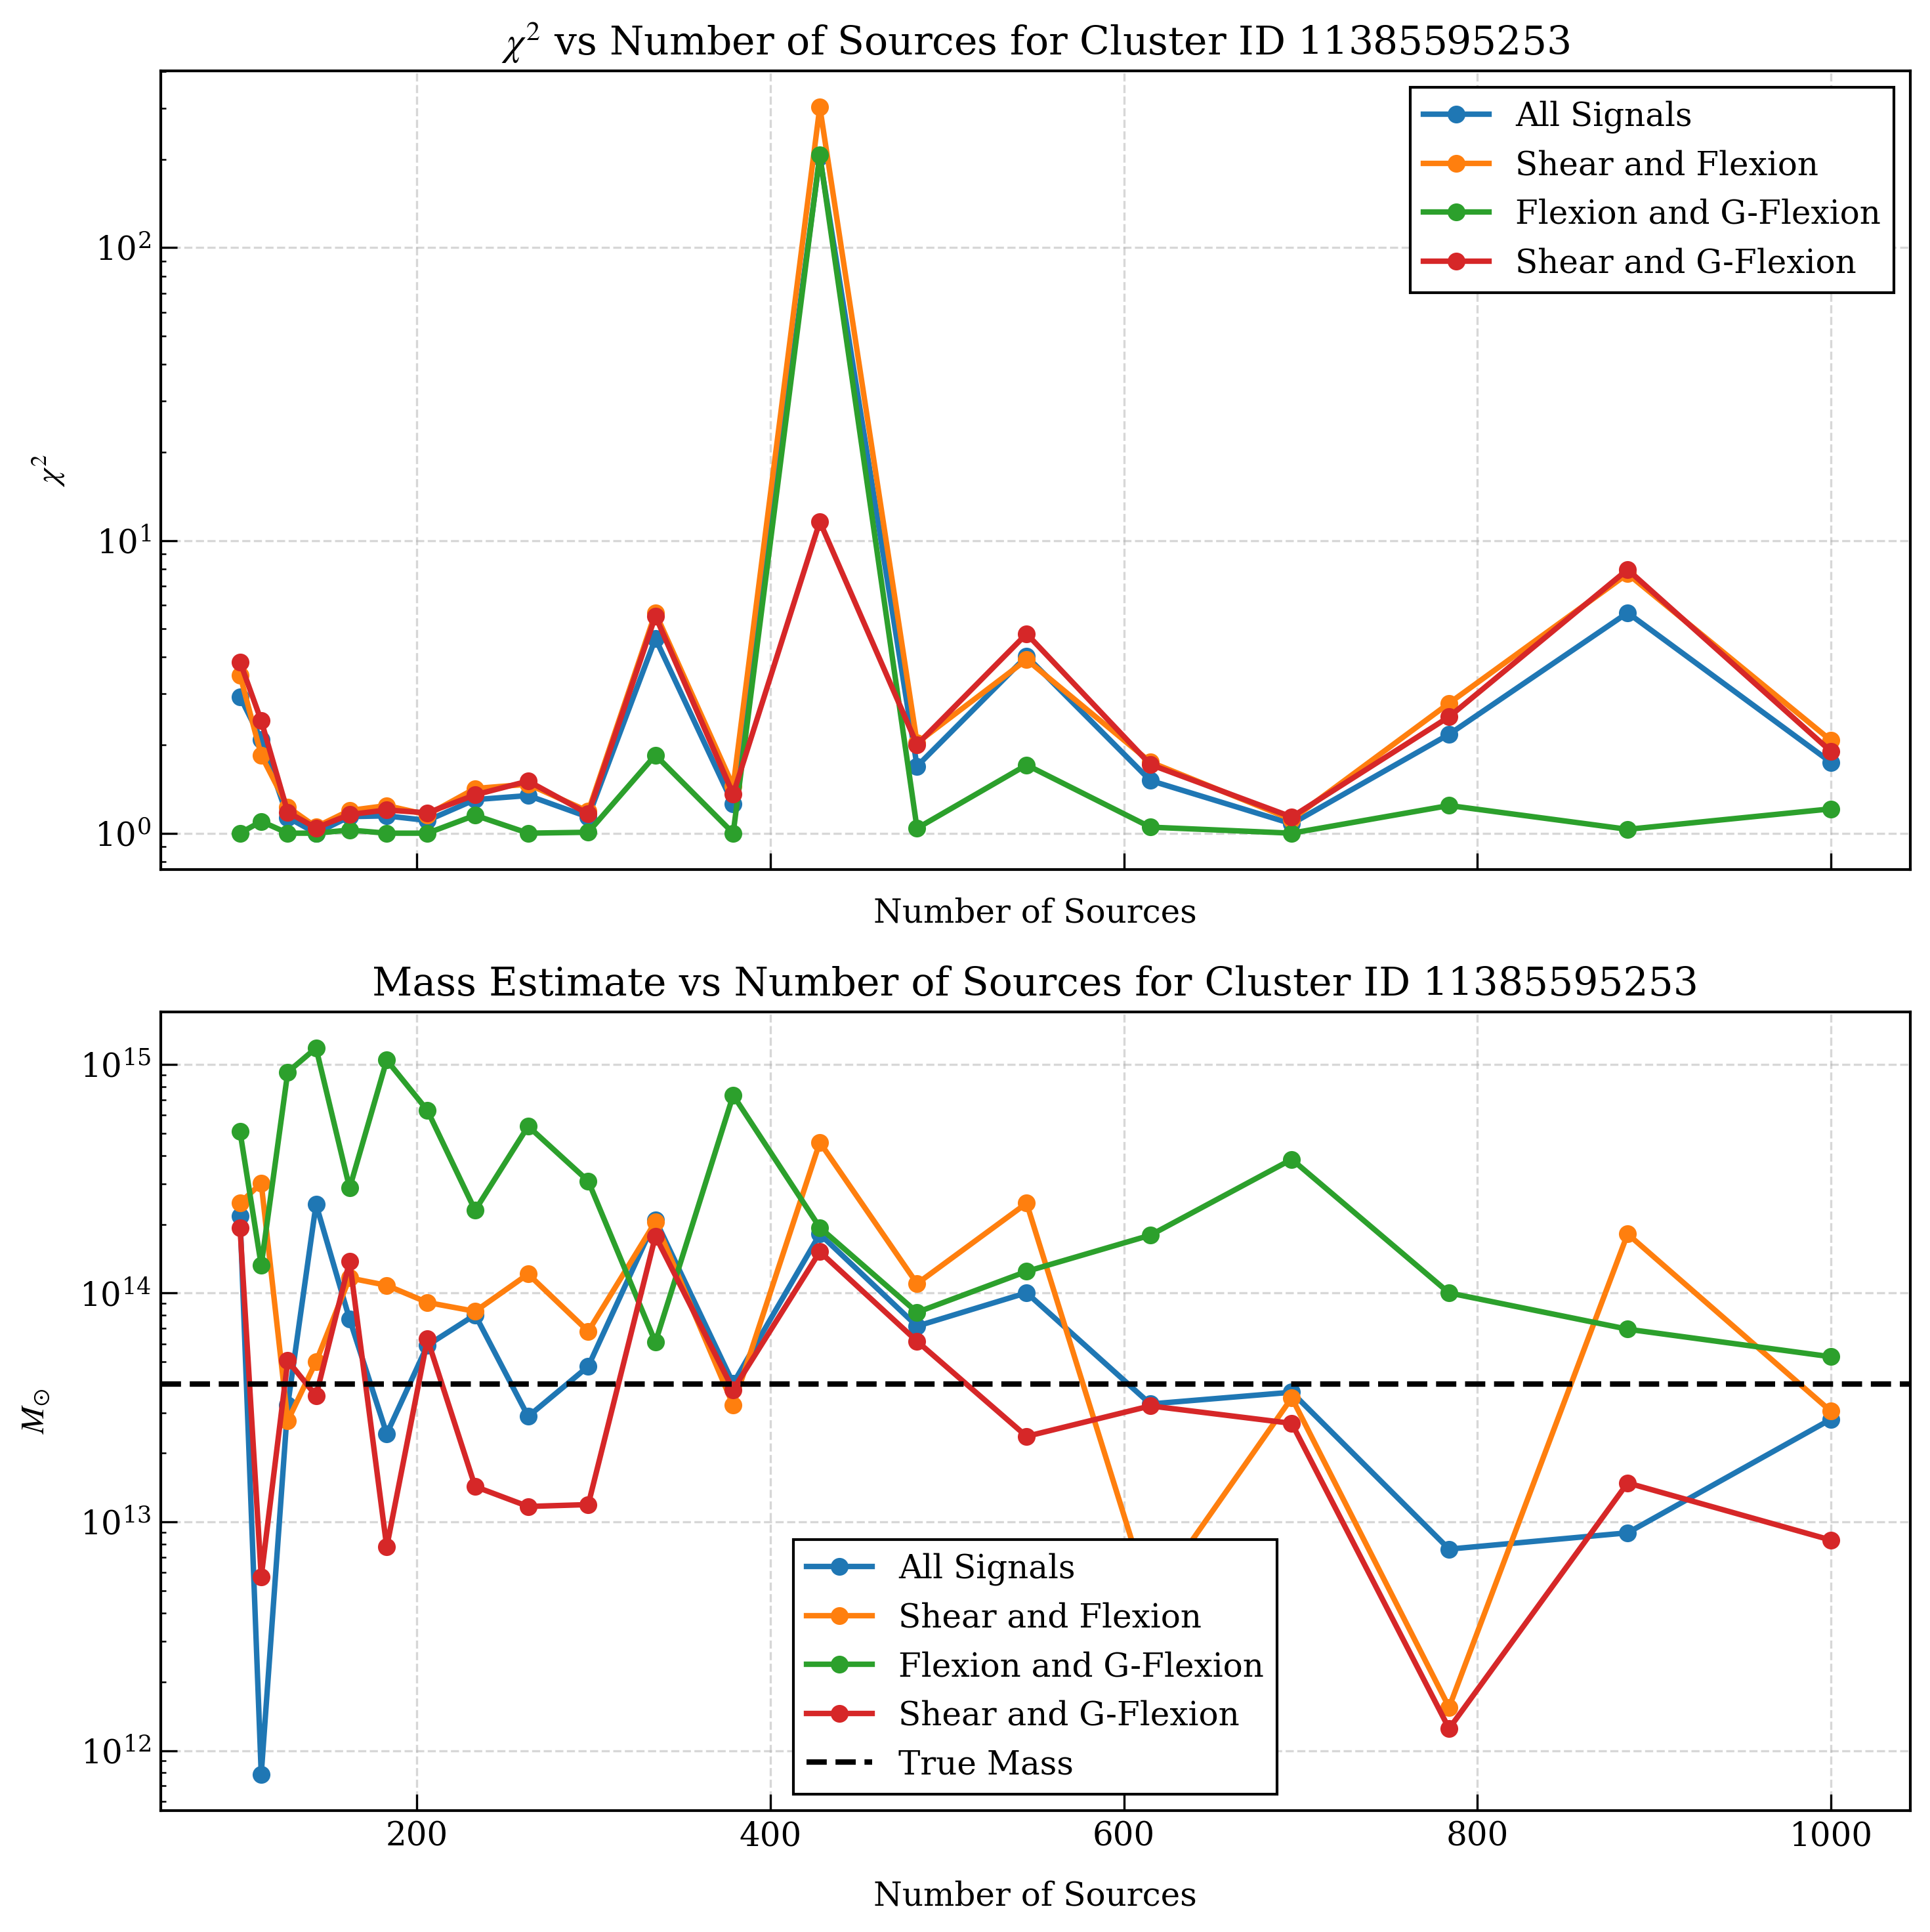 χ² vs Number of Sources for Cluster ID 11385595253
χ²
10²
10¹
10⁰
All Signals
Shear and Flexion
Flexion and G-Flexion
Shear and G-Flexion
Number of Sources
Mass Estimate vs Number of Sources for Cluster ID 11385595253
M⊙
10¹⁵
10¹⁴
10¹³
10¹²
All Signals
Shear and Flexion
Flexion and G-Flexion
Shear and G-Flexion
True Mass
200 400 600 800 1000
Number of Sources